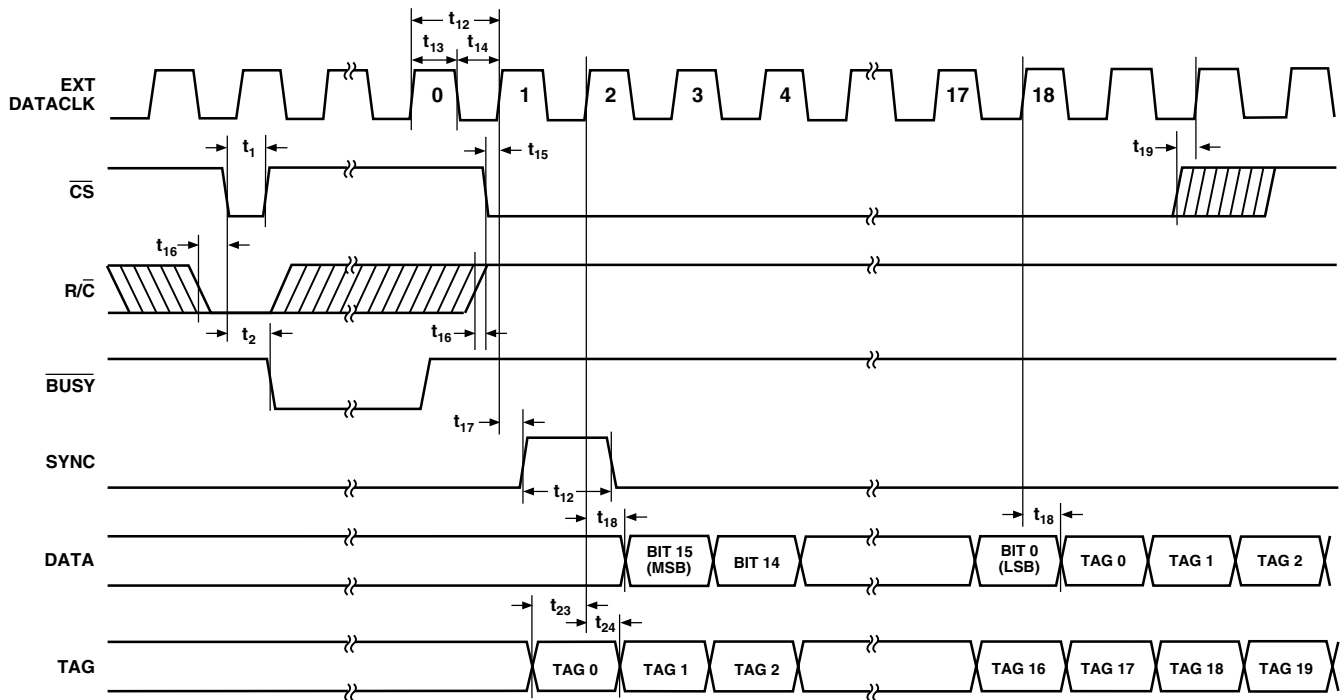 t12
t13 t14
EXT DATACLK
0 1 2 3 4 17 18
t1 t15 t19
CS
t16
R/C
t2 t16
BUSY
t17
SYNC
t12
t18 t18
DATA
BIT 15 (MSB) BIT 14 BIT 0 (LSB) TAG 0 TAG 1 TAG 2
t23
t24
TAG
TAG 0 TAG 1 TAG 2 TAG 16 TAG 17 TAG 18 TAG 19